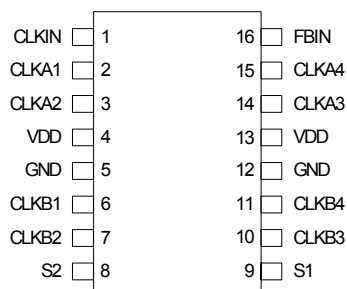 CLKIN 1 16 FBIN
CLKA1 2 15 CLKA4
CLKA2 3 14 CLKA3
VDD 4 13 VDD
GND 5 12 GND
CLKB1 6 11 CLKB4
CLKB2 7 10 CLKB3
S2 8 9 S1